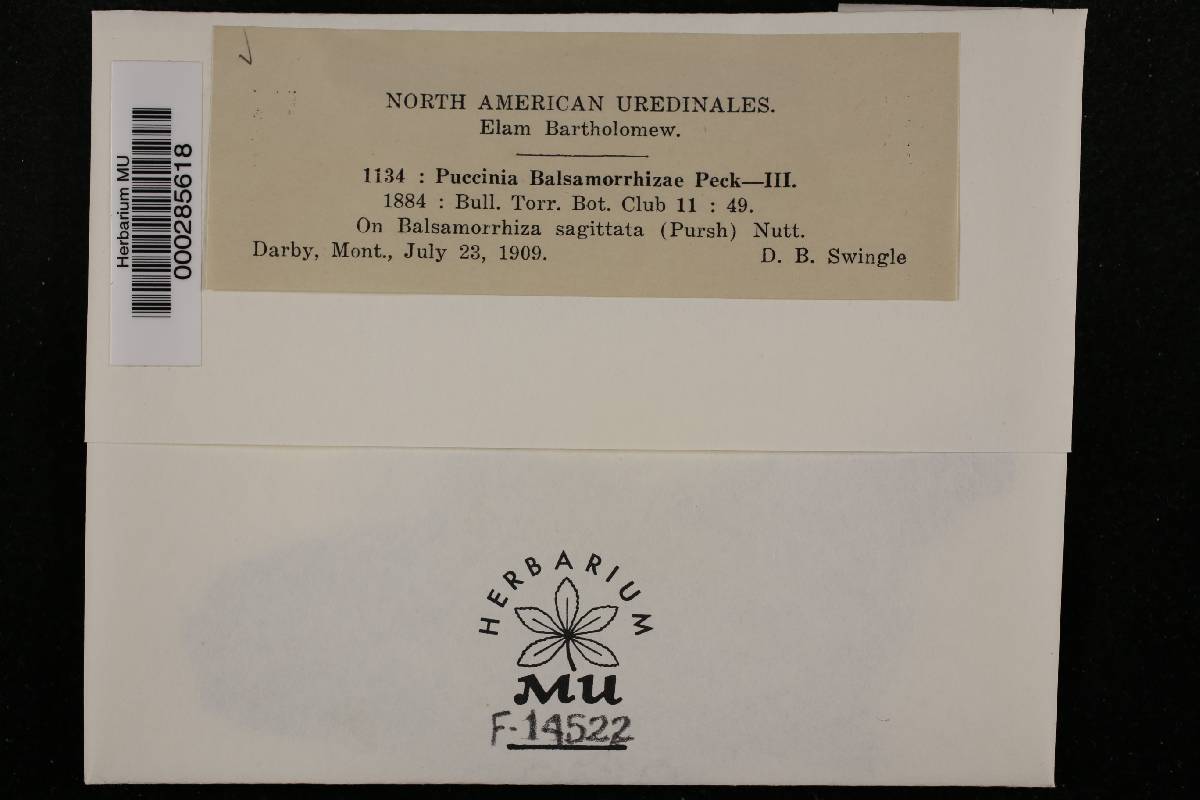 NORTH AMERICAN UREDINALES.
Elam Bartholomew.
1134 : Puccinia Balsamorrhizae Peck—III.
1884 : Bull. Torr. Bot. Club 11 : 49.
On Balsamorrhiza sagittata (Pursh) Nutt.
Darby, Mont., July 23, 1909. D. B. Swingle
Herbarium MU
000285618
HERBARIUM
MU
F-14522